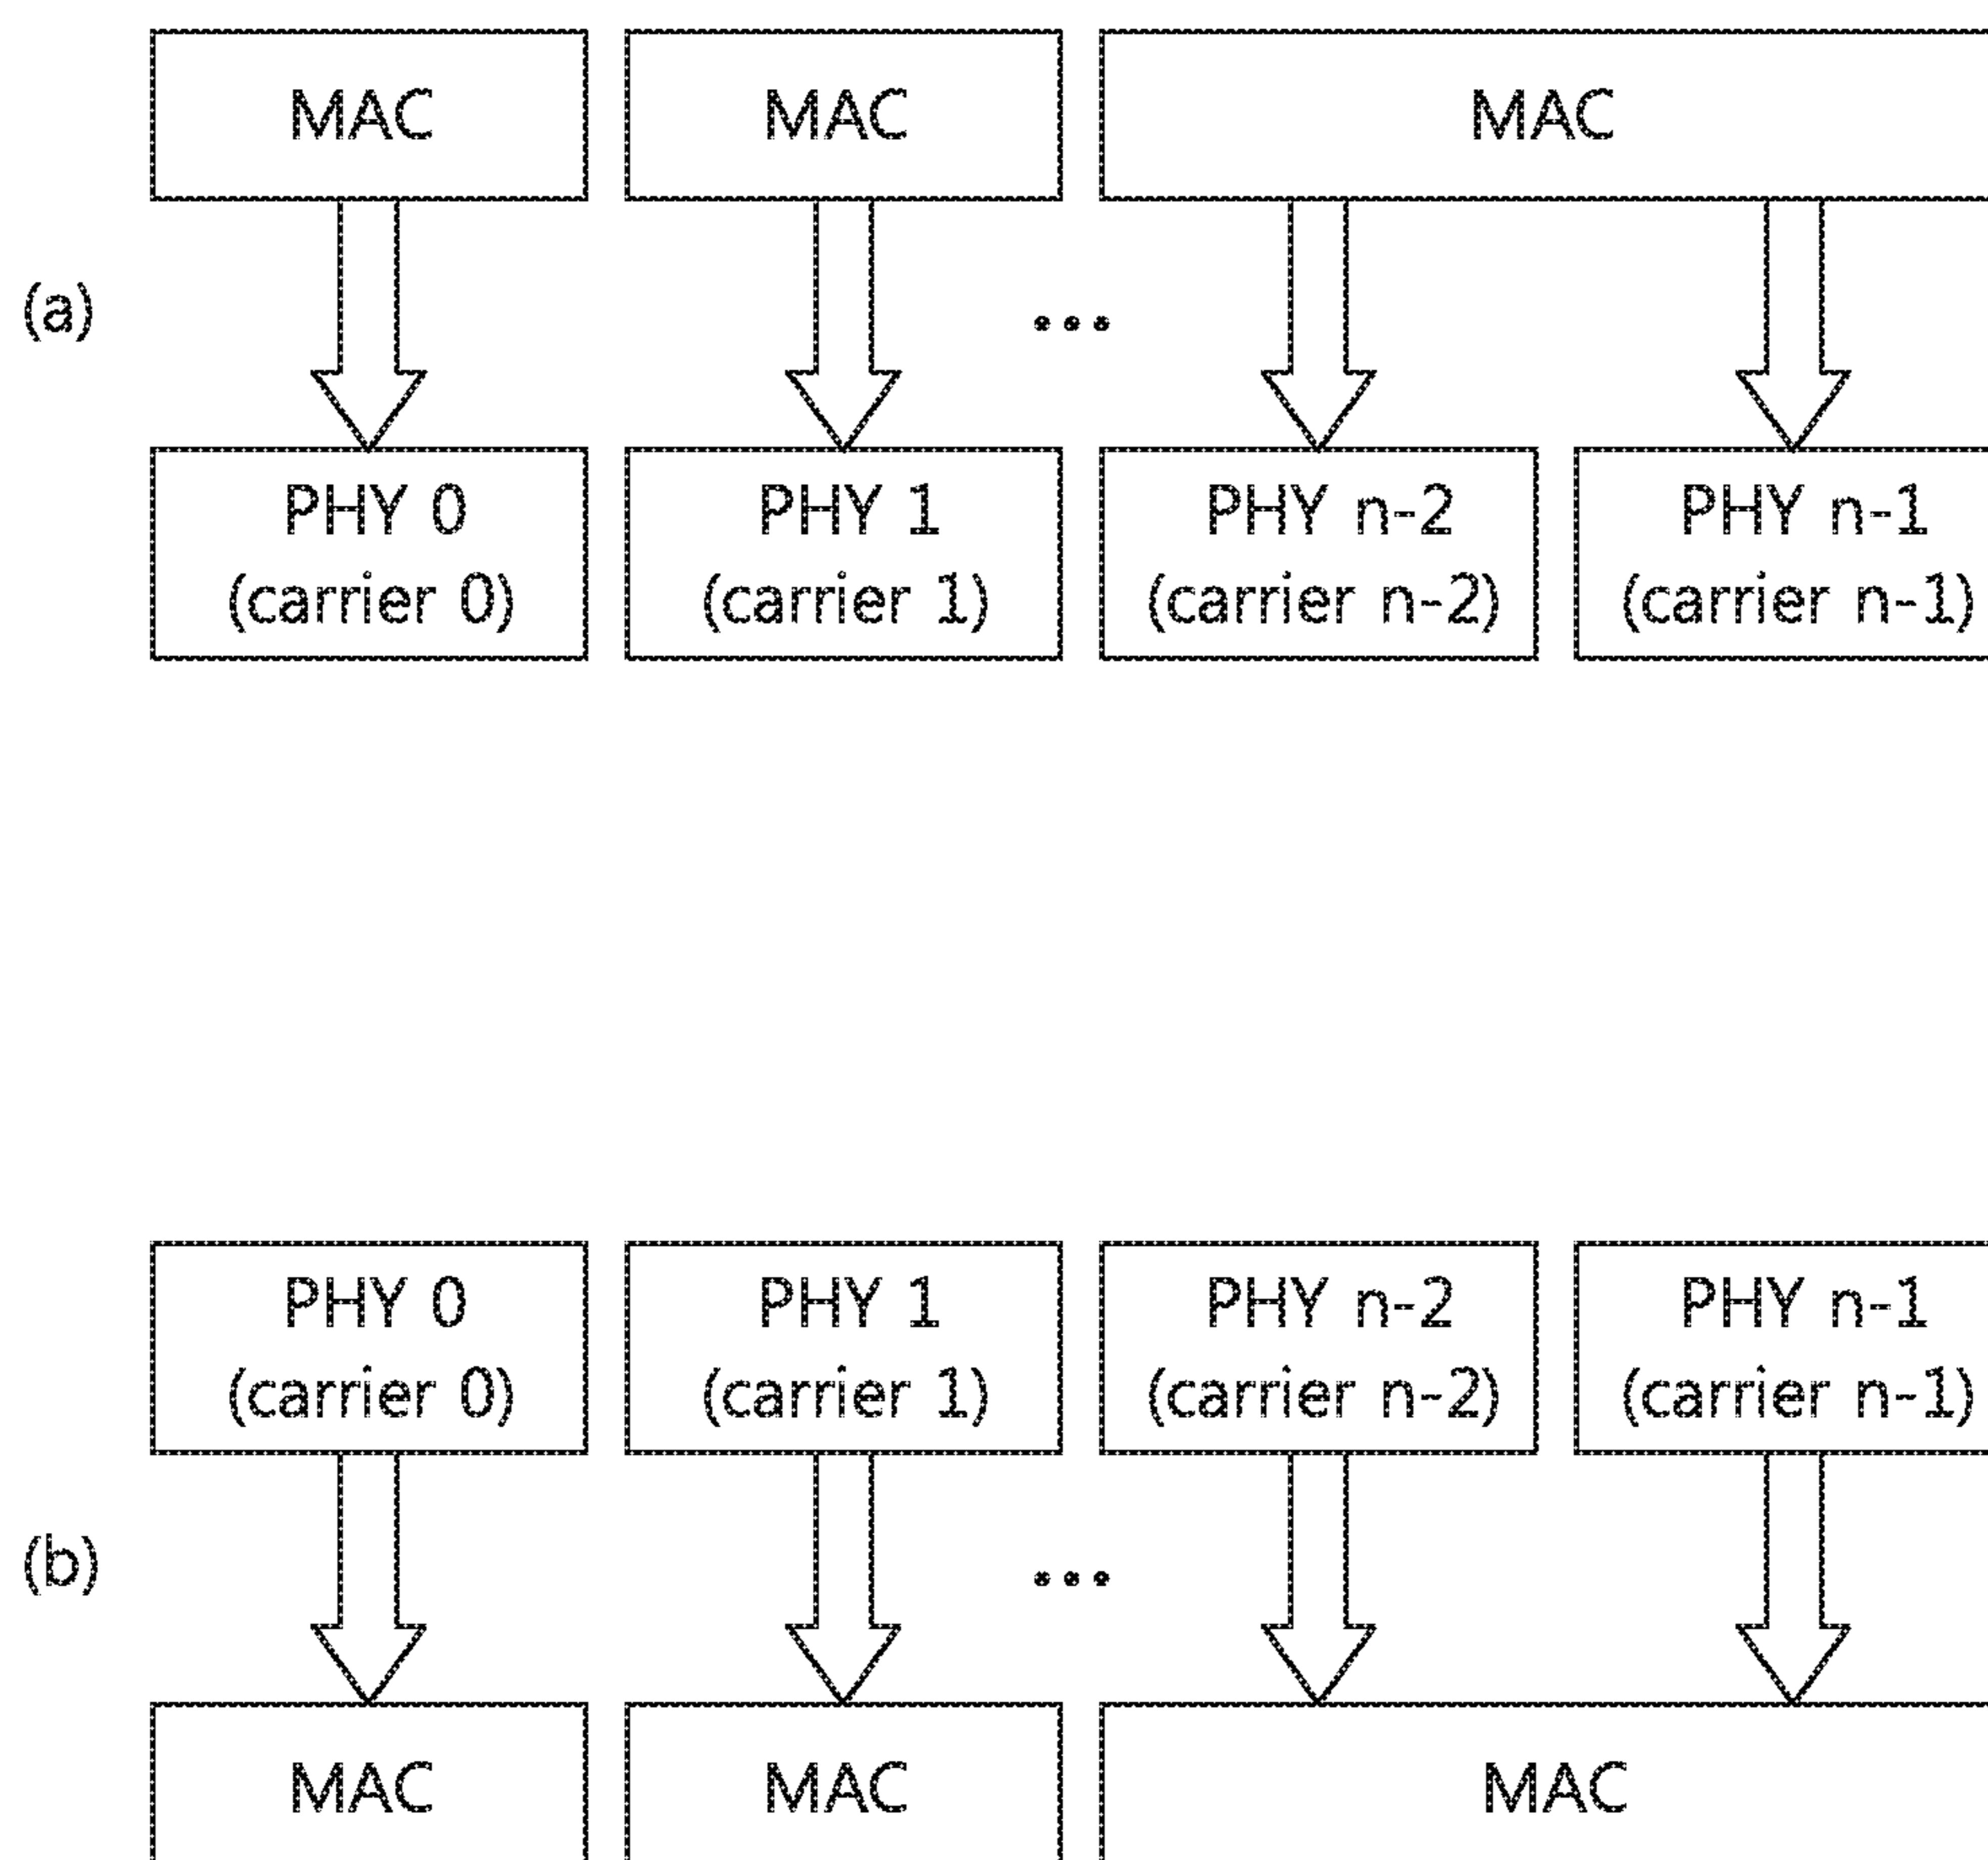 MAC MAC MAC
(a)
...
PHY 0 PHY 1 PHY n-2 PHY n-1
(carrier 0) (carrier 1) (carrier n-2) (carrier n-1)
PHY 0 PHY 1 PHY n-2 PHY n-1
(carrier 0) (carrier 1) (carrier n-2) (carrier n-1)
(b)
...
MAC MAC MAC